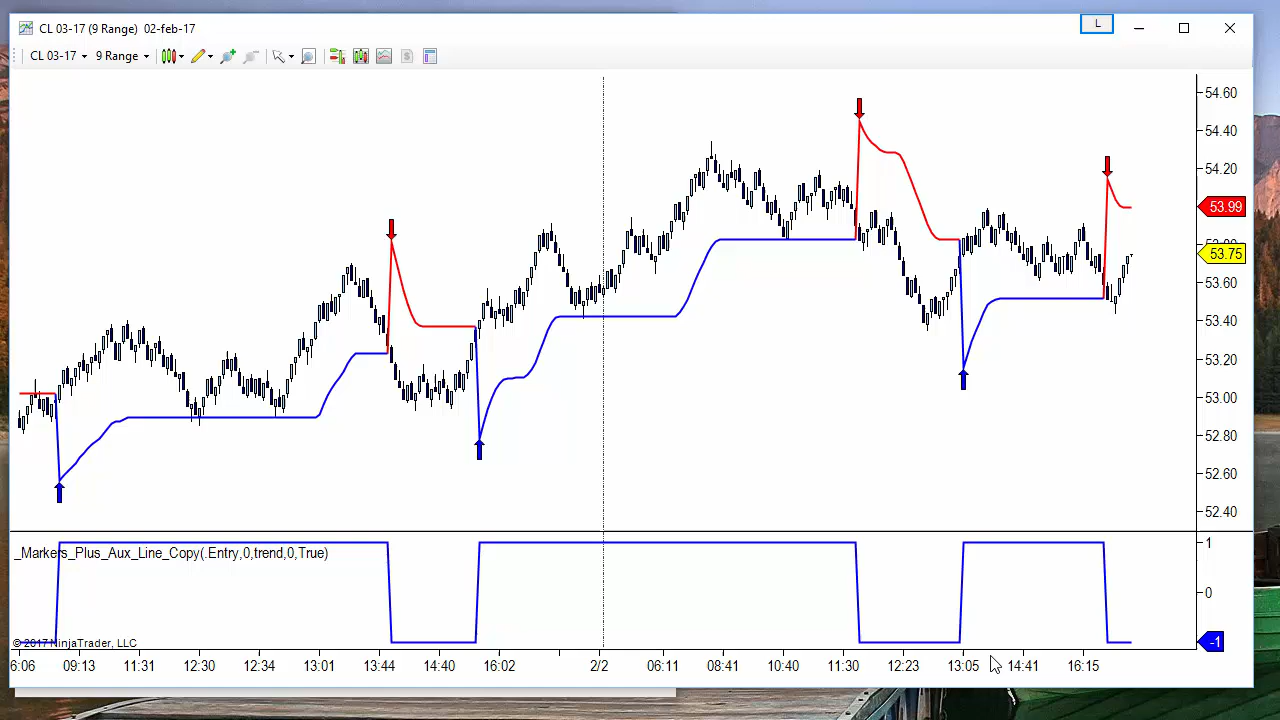 CL 03-17 (9 Range) 02-feb-17
L
CL 03-17 9 Range
54.60
54.40
54.20
53.99
53.75
53.60
53.40
53.20
53.00
52.80
52.60
52.40
_Markers_Plus_Aux_Line_Copy(.Entry,0,trend,0,True)
1
0
-1
© 2017 NinjaTrader, LLC
6:06 09:13 11:31 12:30 12:34 13:01 13:44 14:40 16:02 2/2 06:11 08:41 10:40 11:30 12:23 13:05 14:41 16:15